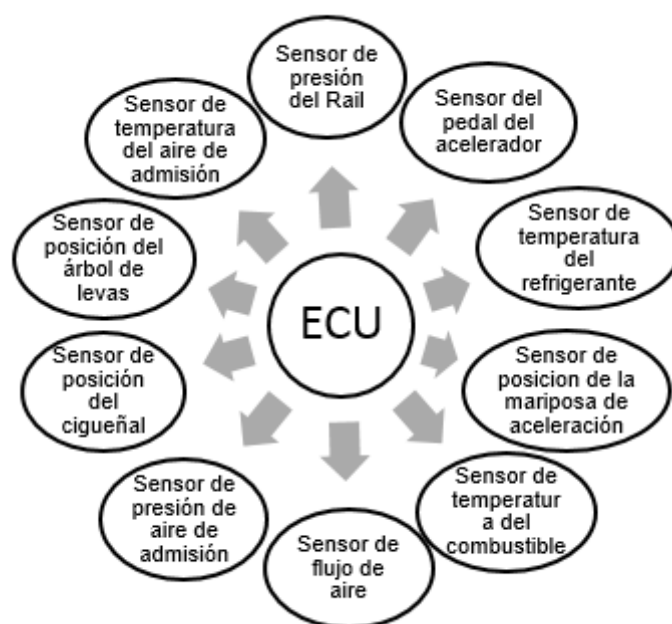 Sensor de
presión
del Rail
Sensor del
pedal del
acelerador
Sensor de
temperatura
del
refrigerante
Sensor de
posicion de la
mariposa de
aceleración
Sensor de
temperatur
a del
combustible
Sensor de
flujo de
aire
Sensor de
presión de
aire de
admisión
Sensor de
posición
del
cigueñal
Sensor de
posición del
árbol de
levas
Sensor de
temperatura
del aire de
admisión
ECU